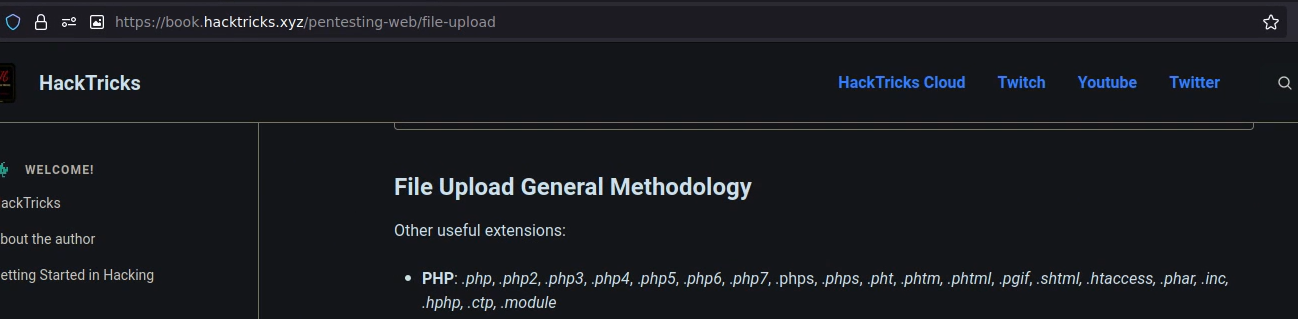 https://book.hacktricks.xyz/pentesting-web/file-upload
HackTricks
HackTricks Cloud Twitch Youtube Twitter
WELCOME!
ackTricks
bout the author
etting Started in Hacking
File Upload General Methodology
Other useful extensions:
PHP: .php, .php2, .php3, .php4, .php5, .php6, .php7, .phps, .phps, .pht, .phtm, .phtml, .pgif, .shtml, .htaccess, .phar, .inc,
.hphp, .ctp, .module